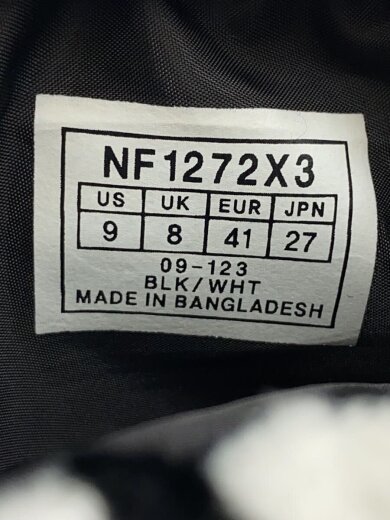 NF1272X3
US UK EUR JPN
9 8 41 27
09-123
BLK/WHT
MADE IN BANGLADESH